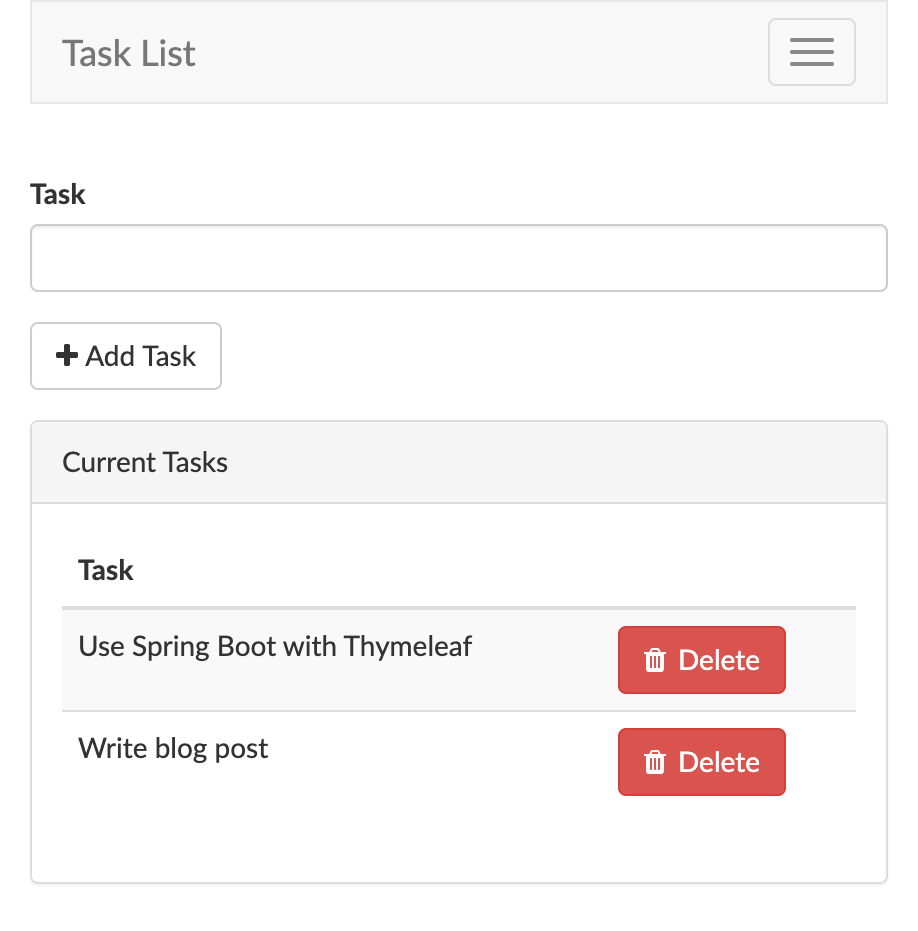 Task List
Task
Add Task
Current Tasks
Task
Use Spring Boot with Thymeleaf
Delete
Write blog post
Delete